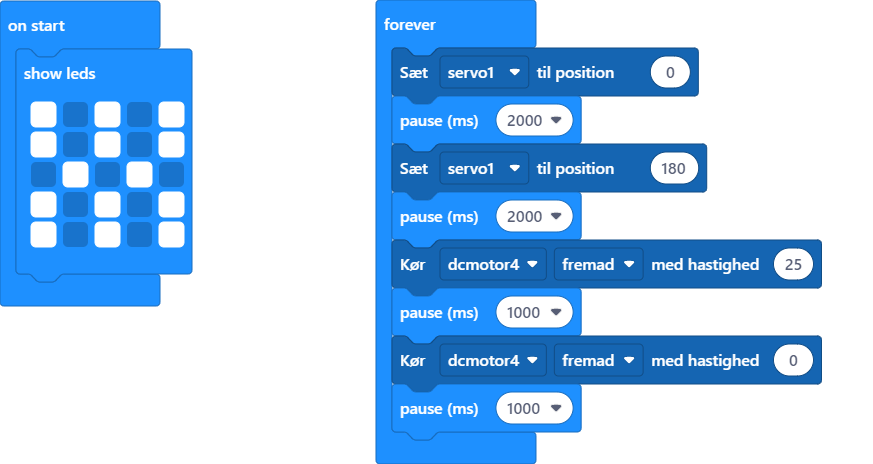 on start
show leds
forever
Sæt servo1 til position 0
pause (ms) 2000
Sæt servo1 til position 180
pause (ms) 2000
Kør dcmotor4 fremad med hastighed 25
pause (ms) 1000
Kør dcmotor4 fremad med hastighed 0
pause (ms) 1000